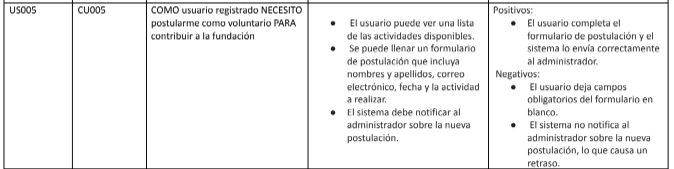 US005
CU005
COMO usuario registrado NECESITO
postularme como voluntario PARA
contribuir a la fundación
● El usuario puede ver una lista
de las actividades disponibles.
● Se puede llenar un formulario
de postulación que incluya
nombres y apellidos, correo
electrónico, fecha y la actividad
a realizar.
● El sistema debe notificar al
administrador sobre la nueva
postulación.
Positivos:
● El usuario completa el
formulario de postulación y el
sistema lo envía correctamente
al administrador.
Negativos:
● El usuario deja campos
obligatorios del formulario en
blanco.
● El sistema no notifica al
administrador sobre la nueva
postulación, lo que causa un
retraso.